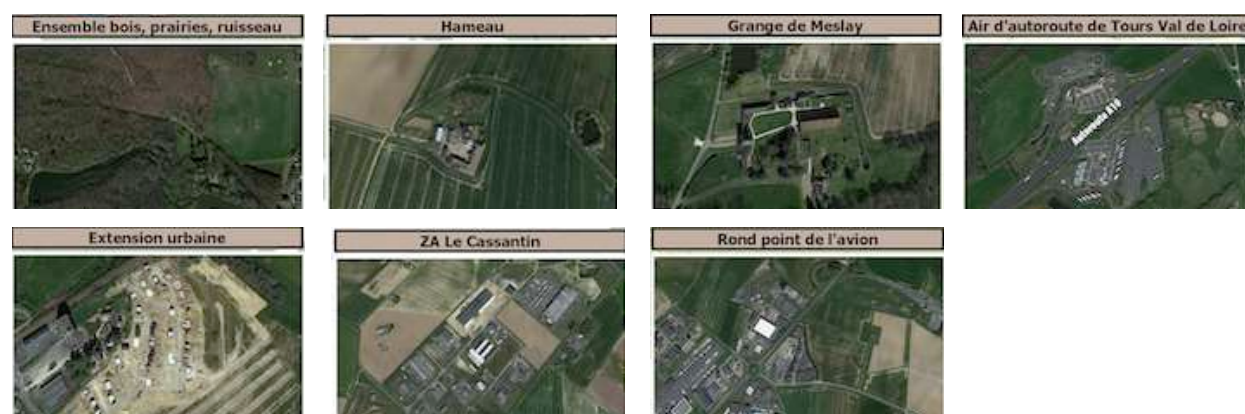 Ensemble bois, prairies, ruisseau
Hameau
Grange de Meslay
Air d'autoroute de Tours Val de Loire
Autoroute A10
Extension urbaine
ZA Le Cassantin
Rond point de l'avion